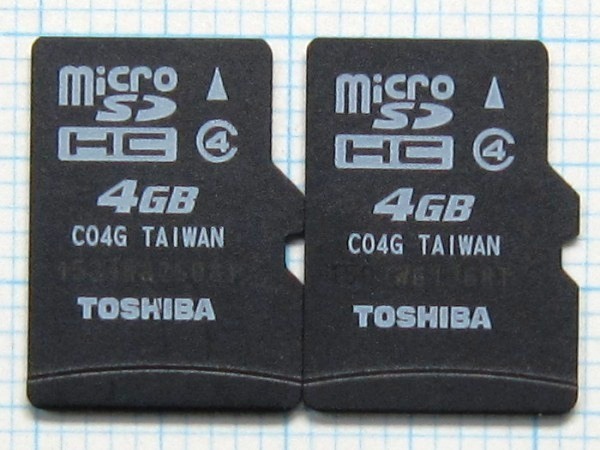 micro
SD
HC 4
4GB
C04G TAIWAN
TOSHIBA
micro
SD
HC 4
4GB
C04G TAIWAN
TOSHIBA